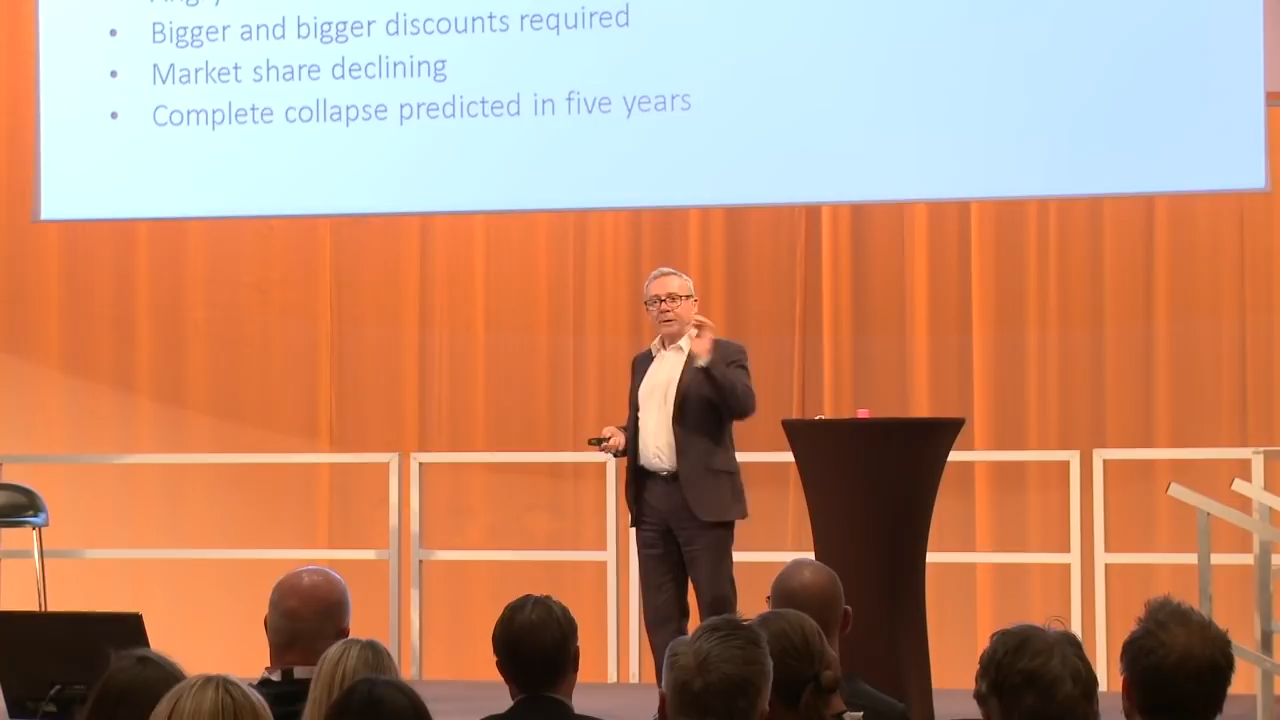 • Bigger and bigger discounts required
• Market share declining
• Complete collapse predicted in five years